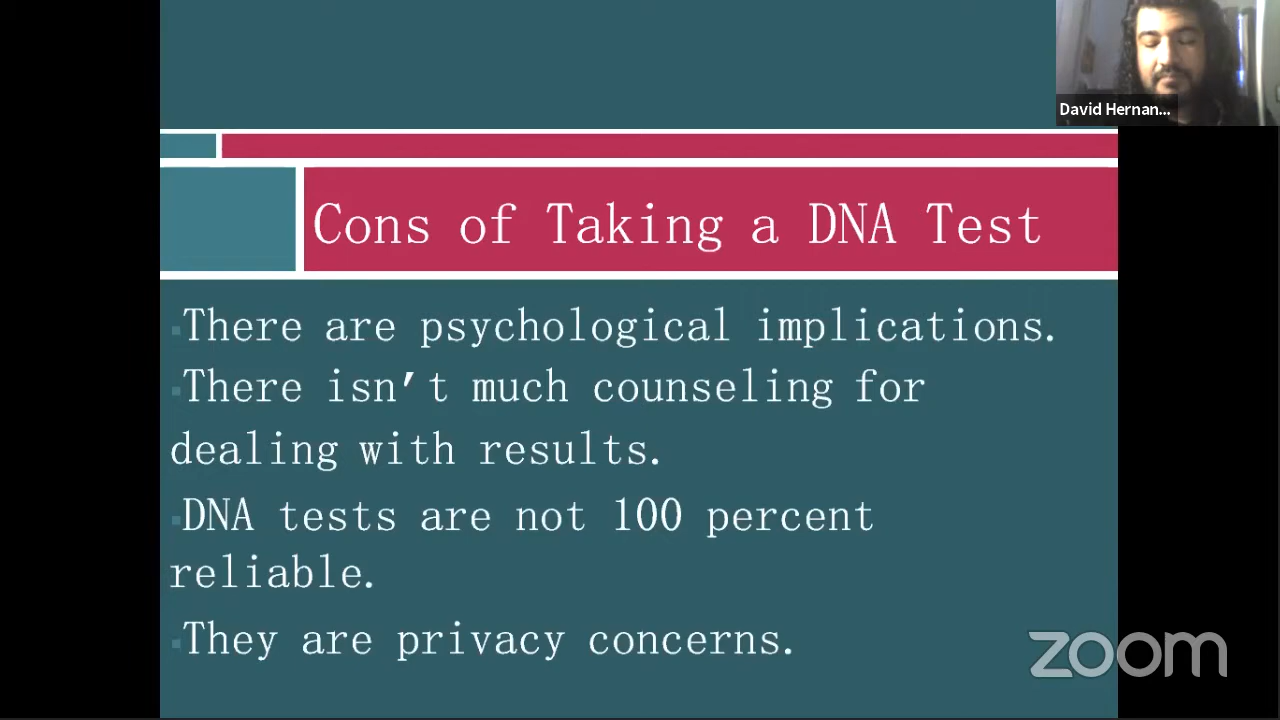 David Hernan...
Cons of Taking a DNA Test
▪There are psychological implications.
▪There isn’t much counseling for
dealing with results.
▪DNA tests are not 100 percent
reliable.
▪They are privacy concerns.
zoom